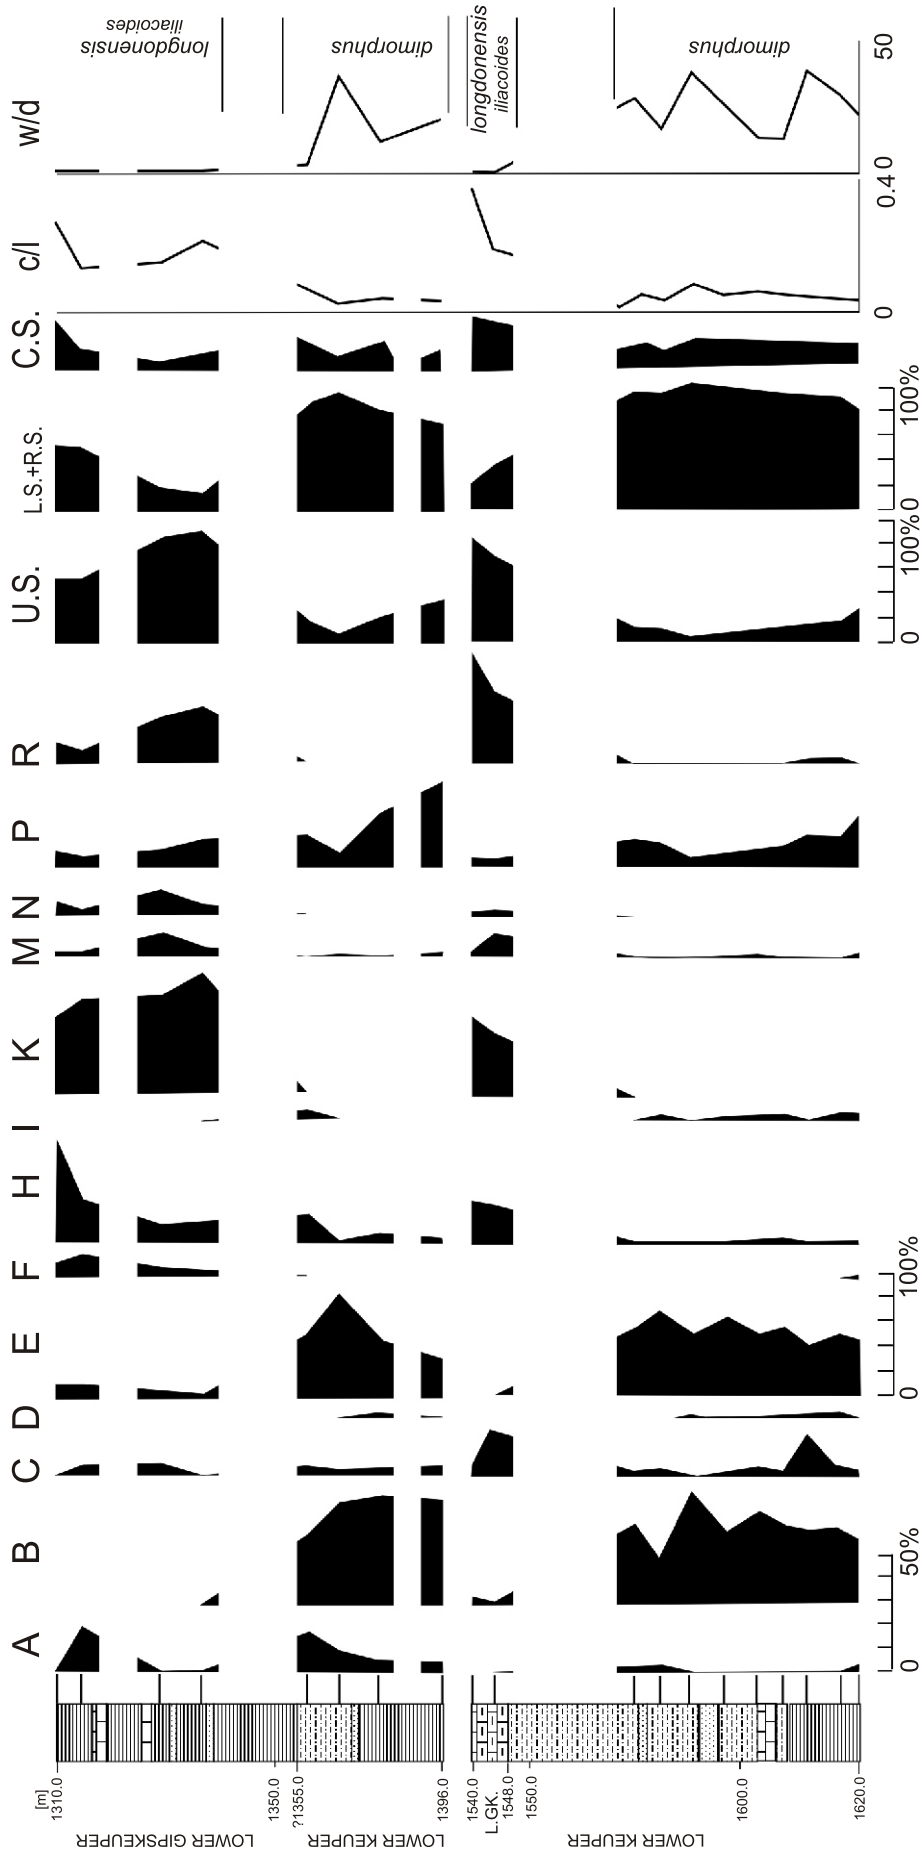 A B C D E F H I K M N P R U.S. L.S.+R.S. C.S. c/l w/d
[m]
1310.0
LOWER GIPSKEUPER
1350.0
longdonensis
iliacoides
?1355.0
LOWER KEUPER
1396.0
dimorphus
1540.0
L.GK.
1548.0
longdonensis
iliacoides
1550.0
LOWER KEUPER
1600.0
1620.0
dimorphus
0 50%
0 100%
0 100%
0 100%
0 0.4
0 50